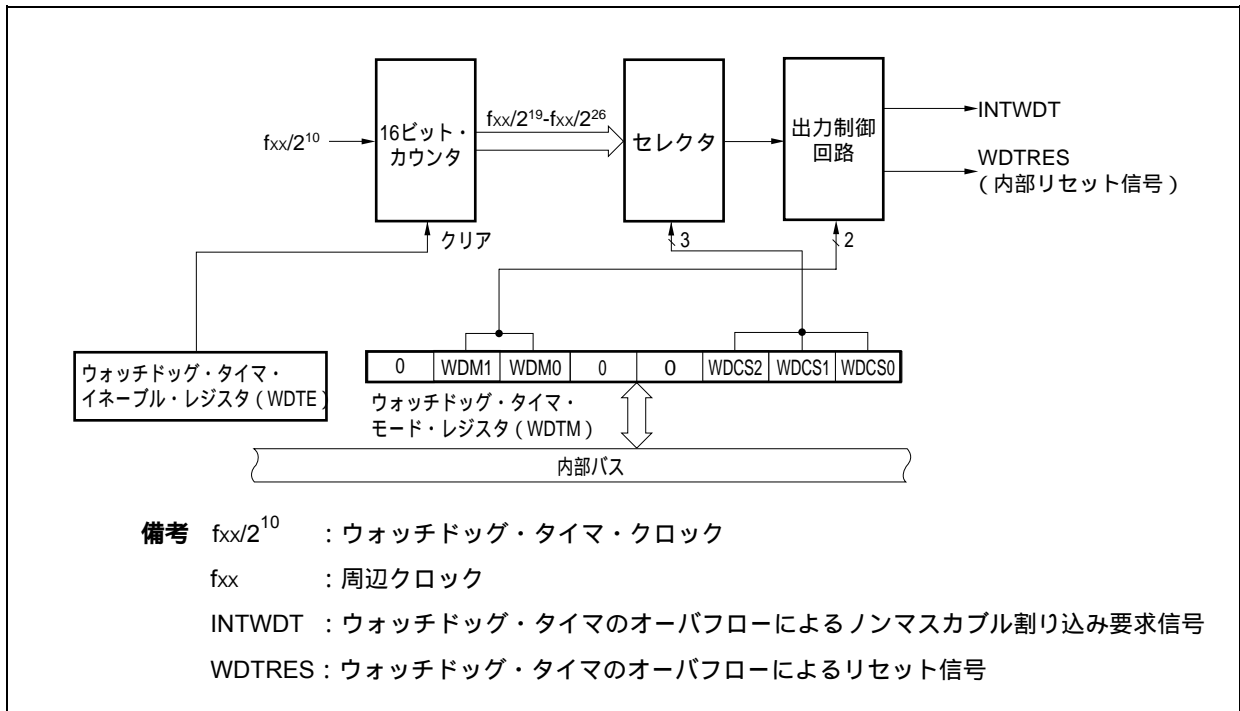 fxx/2¹⁰
16ビット・
カウンタ
fxx/2¹⁹-fxx/2²⁶
セレクタ
出力制御
回路
INTWDT
WDTRES
（内部リセット信号）
クリア
3
2
ウォッチドッグ・タイマ・
イネーブル・レジスタ（WDTE）
0 WDM1 WDM0 0 0 WDCS2 WDCS1 WDCS0
ウォッチドッグ・タイマ・
モード・レジスタ（WDTM）
内部バス
備考 fxx/2¹⁰ ：ウォッチドッグ・タイマ・クロック
fxx ：周辺クロック
INTWDT ：ウォッチドッグ・タイマのオーバフローによるノンマスカブル割り込み要求信号
WDTRES：ウォッチドッグ・タイマのオーバフローによるリセット信号